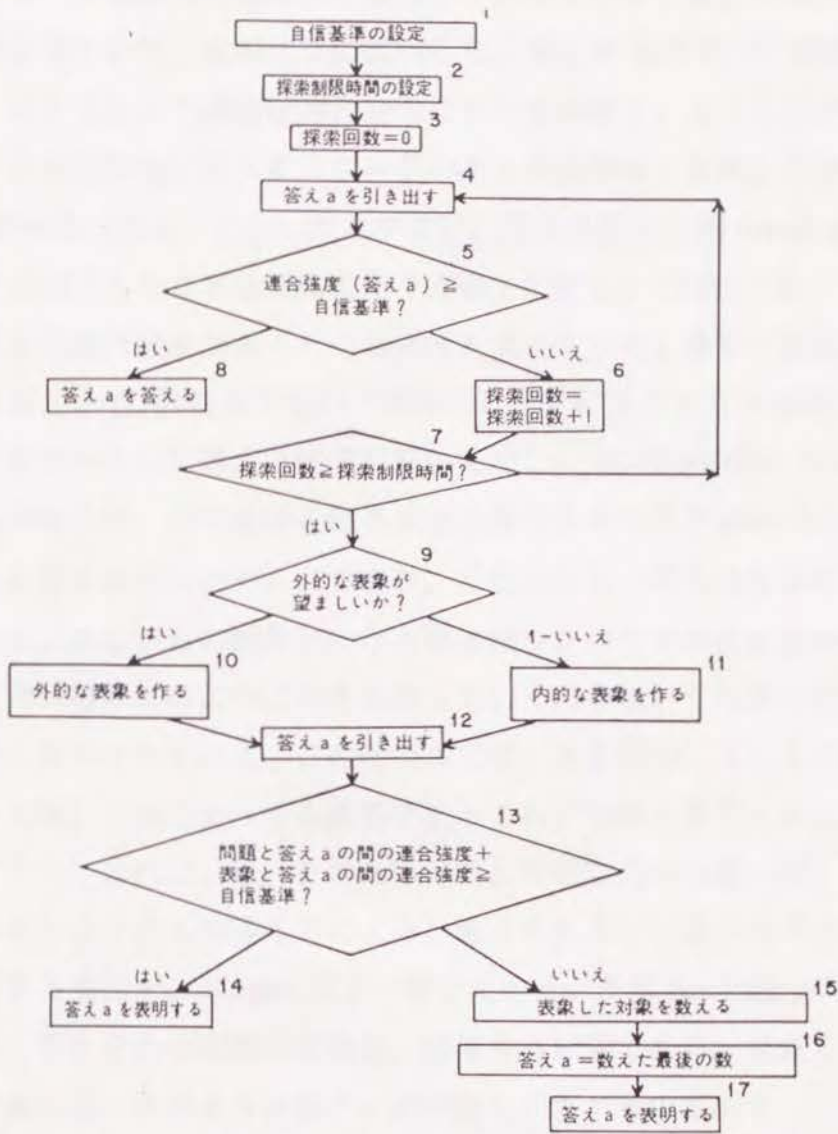 1
自信基準の設定
2
探索制限時間の設定
3
探索回数=0
4
答えaを引き出す
5
連合強度(答えa)≧
自信基準?
はい
いいえ
8
答えaを答える
6
探索回数=
探索回数+1
7
探索回数≧探索制限時間?
はい
9
外的な表象が
望ましいか?
はい
1-いいえ
10
外的な表象を作る
11
内的な表象を作る
12
答えaを引き出す
13
問題と答えaの間の連合強度+
表象と答えaの間の連合強度≧
自信基準?
はい
いいえ
14
答えaを表明する
15
表象した対象を数える
16
答えa=数えた最後の数
17
答えaを表明する